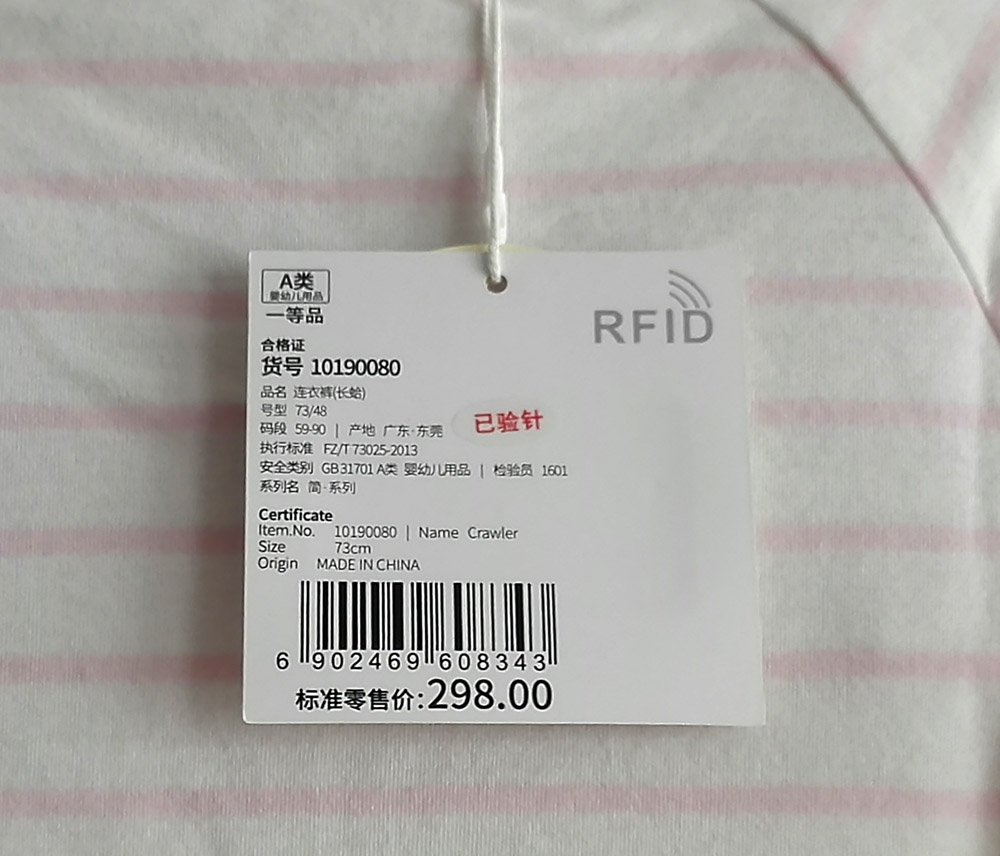 A类
婴幼儿用品
一等品
RFID
合格证
货号 10190080
品名 连衣裤(长蛤)
号型 73/48
码段 59-90 | 产地 广东·东莞
已验针
执行标准 FZ/T 73025-2013
安全类别 GB 31701 A类 婴幼儿用品 | 检验员 1601
系列名 简·系列
Certificate
Item.No. 10190080 | Name Crawler
Size 73cm
Origin MADE IN CHINA
6 902469 608343
标准零售价:298.00